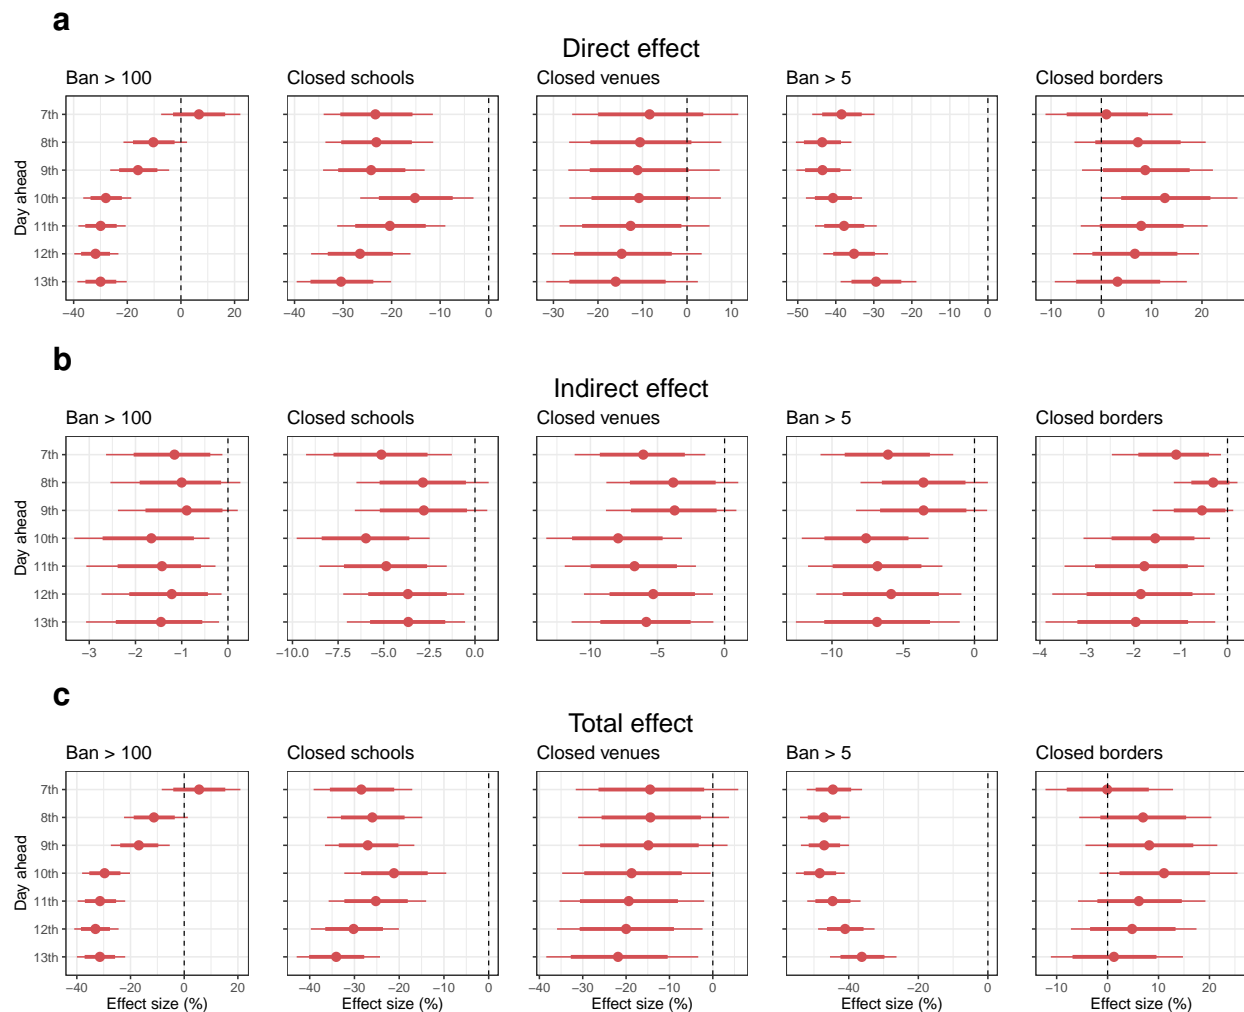 a
Direct effect
Ban > 100 Closed schools Closed venues Ban > 5 Closed borders
Day ahead
7th
8th
9th
10th
11th
12th
13th
−40 −20 0 20 −40 −30 −20 −10 0 −30 −20 −10 0 10 −50 −40 −30 −20 −10 0 −10 0 10 20
b
Indirect effect
Ban > 100 Closed schools Closed venues Ban > 5 Closed borders
Day ahead
7th
8th
9th
10th
11th
12th
13th
−3 −2 −1 0 −10.0 −7.5 −5.0 −2.5 0.0 −10 −5 0 −10 −5 0 −4 −3 −2 −1 0
c
Total effect
Ban > 100 Closed schools Closed venues Ban > 5 Closed borders
Day ahead
7th
8th
9th
10th
11th
12th
13th
−40 −20 0 20 −40 −30 −20 −10 0 −40 −30 −20 −10 0 −40 −20 0 −10 0 10 20
Effect size (%) Effect size (%) Effect size (%) Effect size (%) Effect size (%)